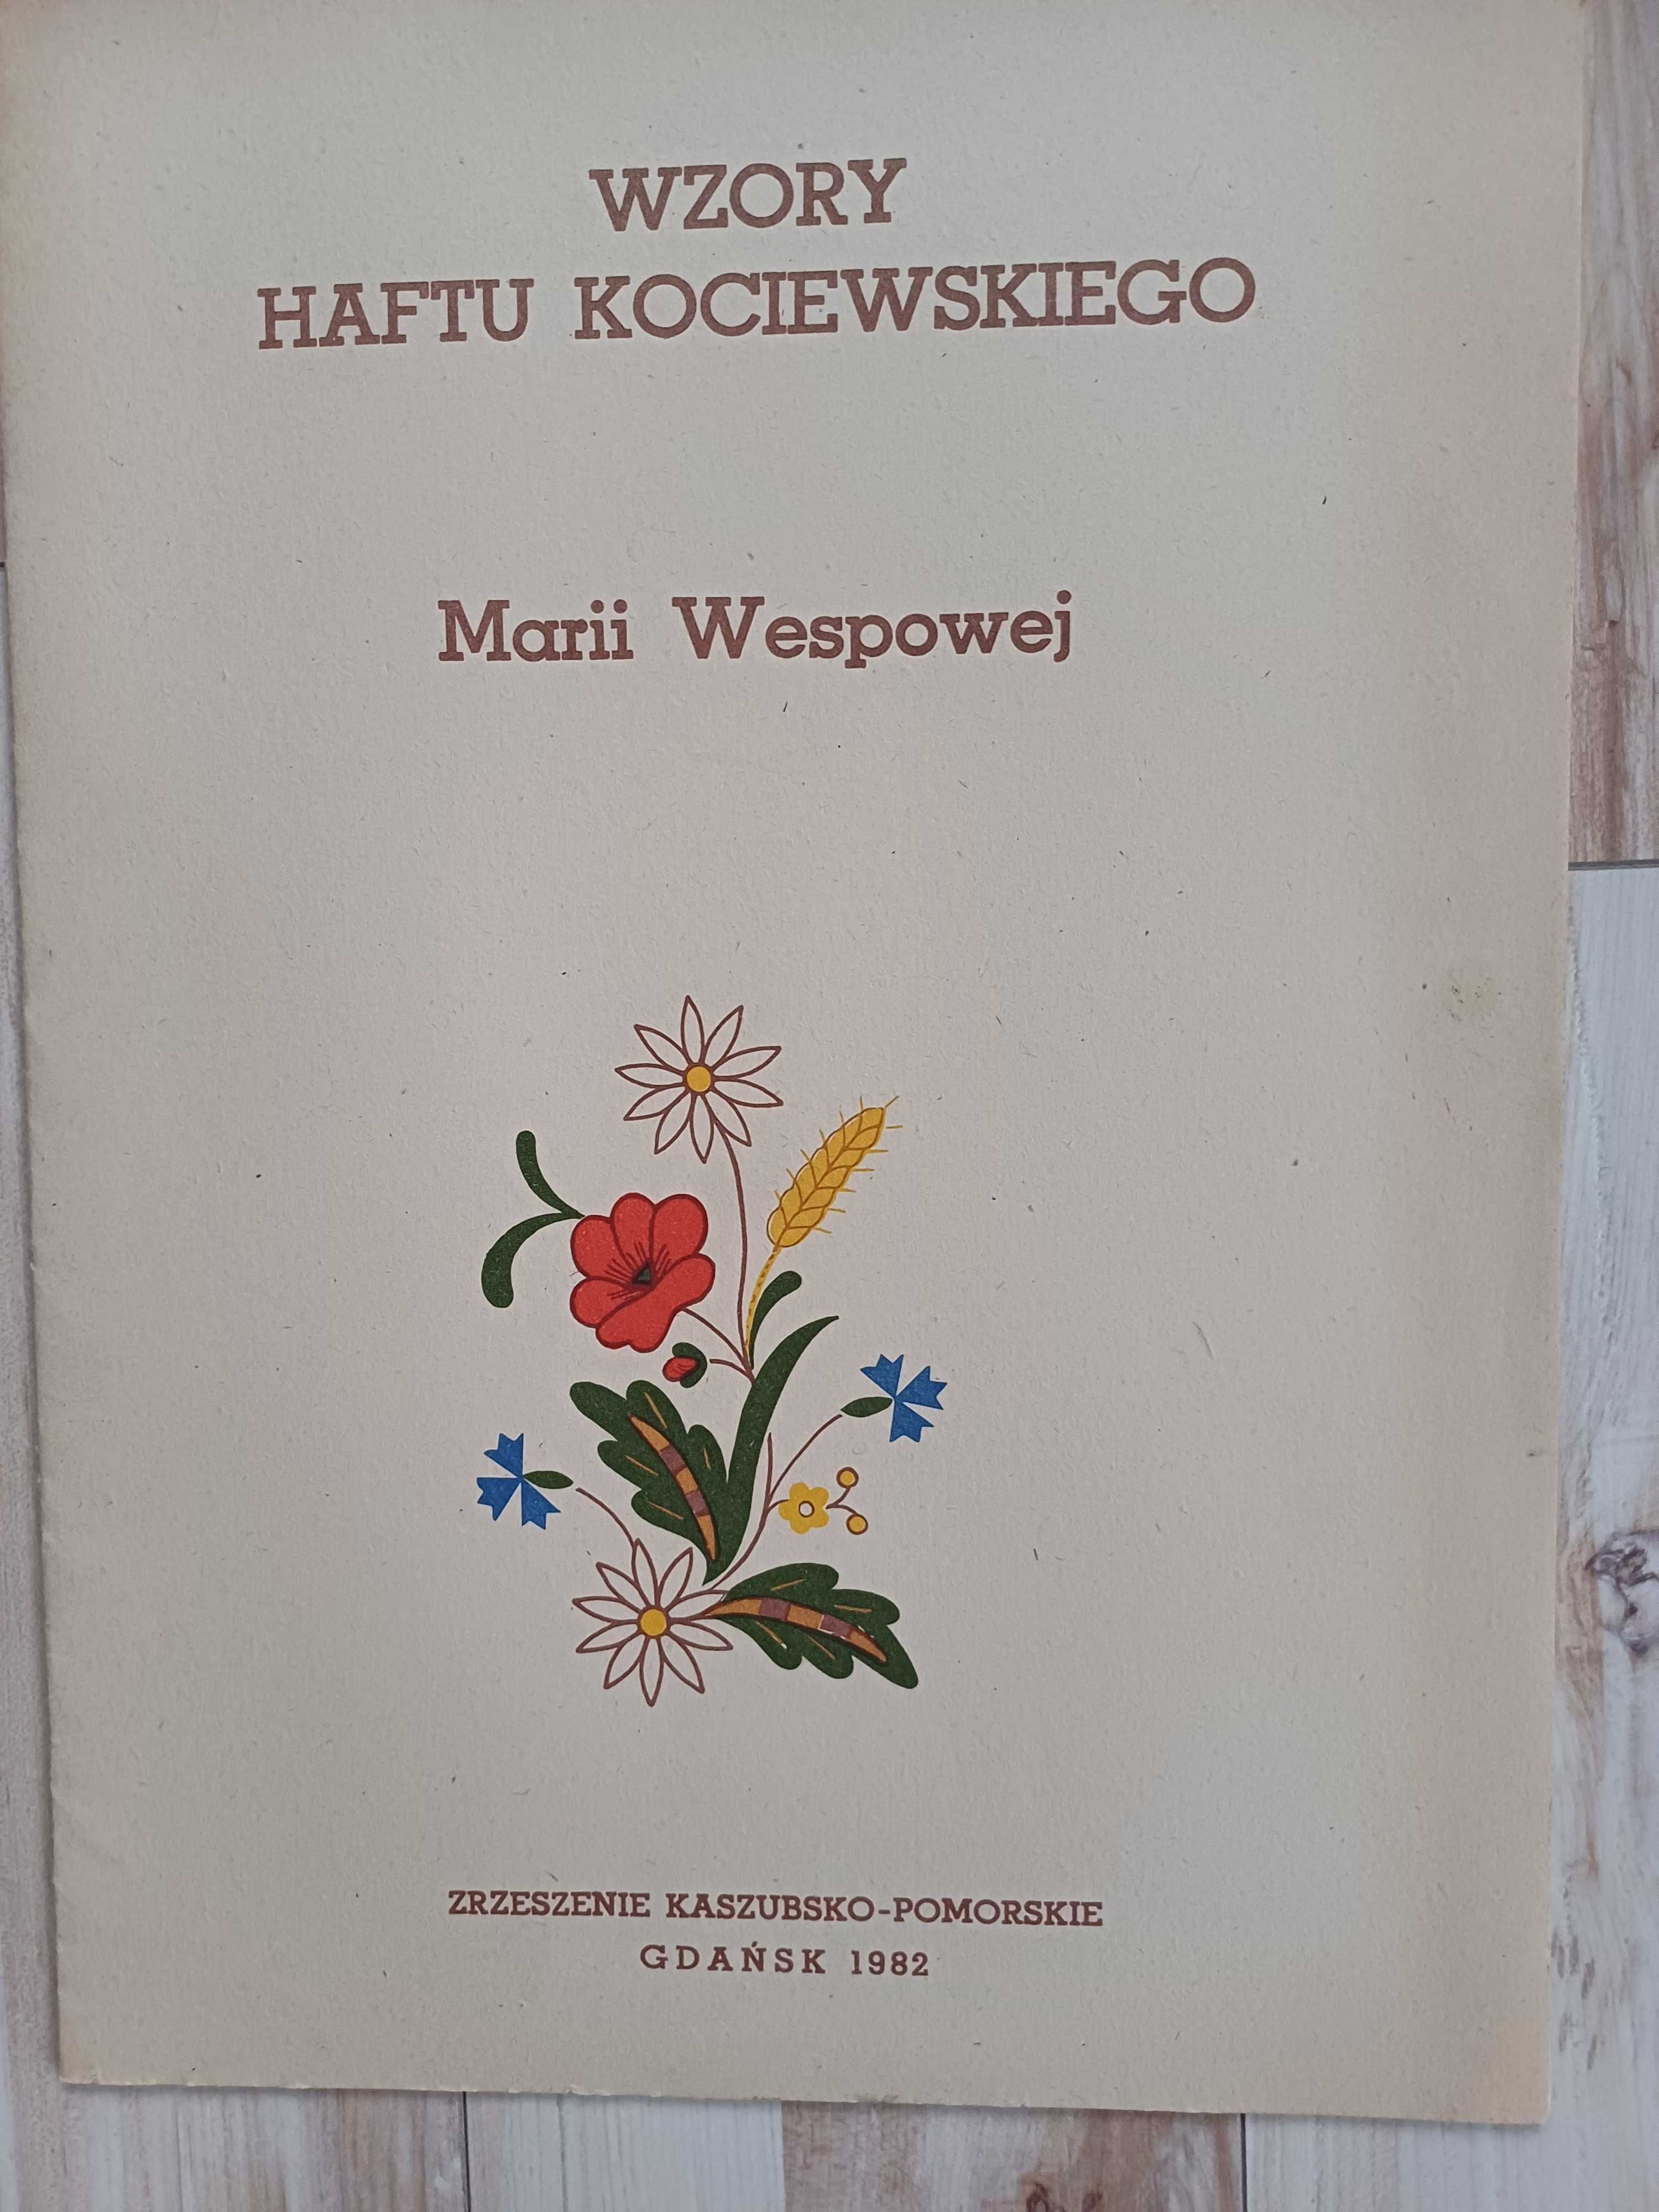 WZORY
HAFTU KOCIEWSKIEGO
Marii Wespowej
ZRZESZENIE KASZUBSKO-POMORSKIE
GDAŃSK 1982